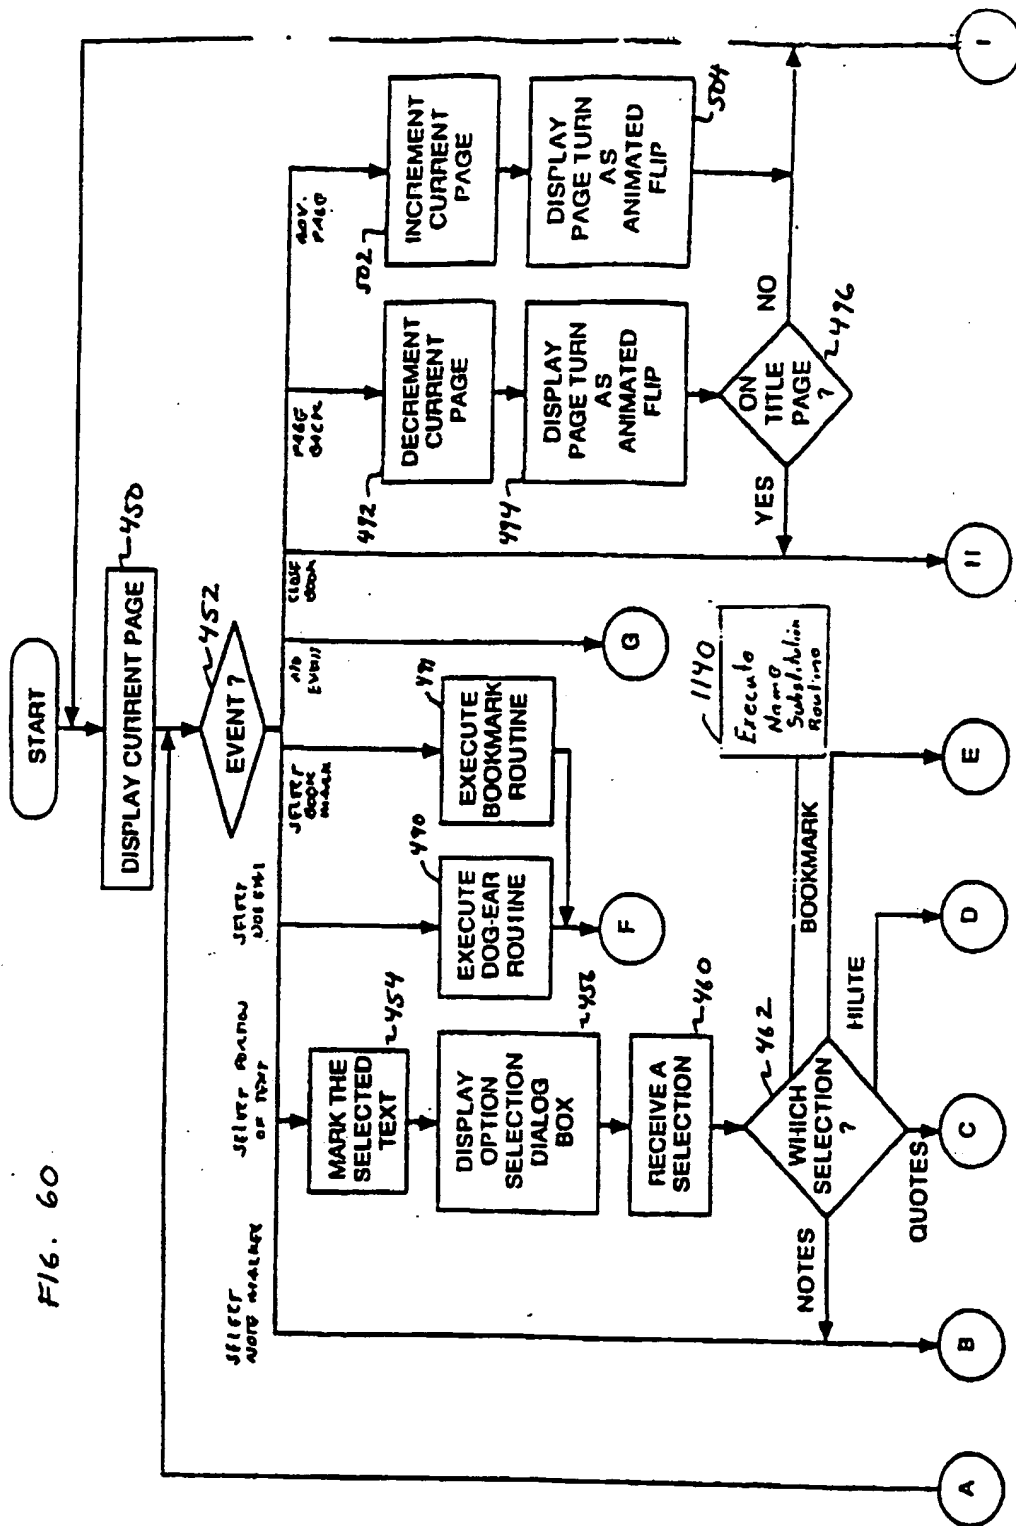 FIG. 60
START
DISPLAY CURRENT PAGE
450
EVENT ?
452
SELECT
NOTE MARKER
SELECT PORTION
OF TEXT
SELECT
DOG EAR
SELECT
BOOK
MARK
NO
EVENT
CLOSE
BOOK
PAGE
BACK
ADV.
PAGE
MARK THE
SELECTED
TEXT
454
DISPLAY
OPTION
SELECTION
DIALOG
BOX
RECEIVE A
SELECTION
460
WHICH
SELECTION
?
462
NOTES
QUOTES
HILITE
BOOKMARK
EXECUTE
DOG-EAR
ROUTINE
490
EXECUTE
BOOKMARK
ROUTINE
1140
Execute
Name
Substitution
Routine
DECREMENT
CURRENT
PAGE
492
DISPLAY
PAGE TURN
AS
ANIMATED
FLIP
494
ON
TITLE
PAGE
?
496
YES
NO
INCREMENT
CURRENT
PAGE
502
DISPLAY
PAGE TURN
AS
ANIMATED
FLIP
504
A
B
C
D
E
F
G
II
I